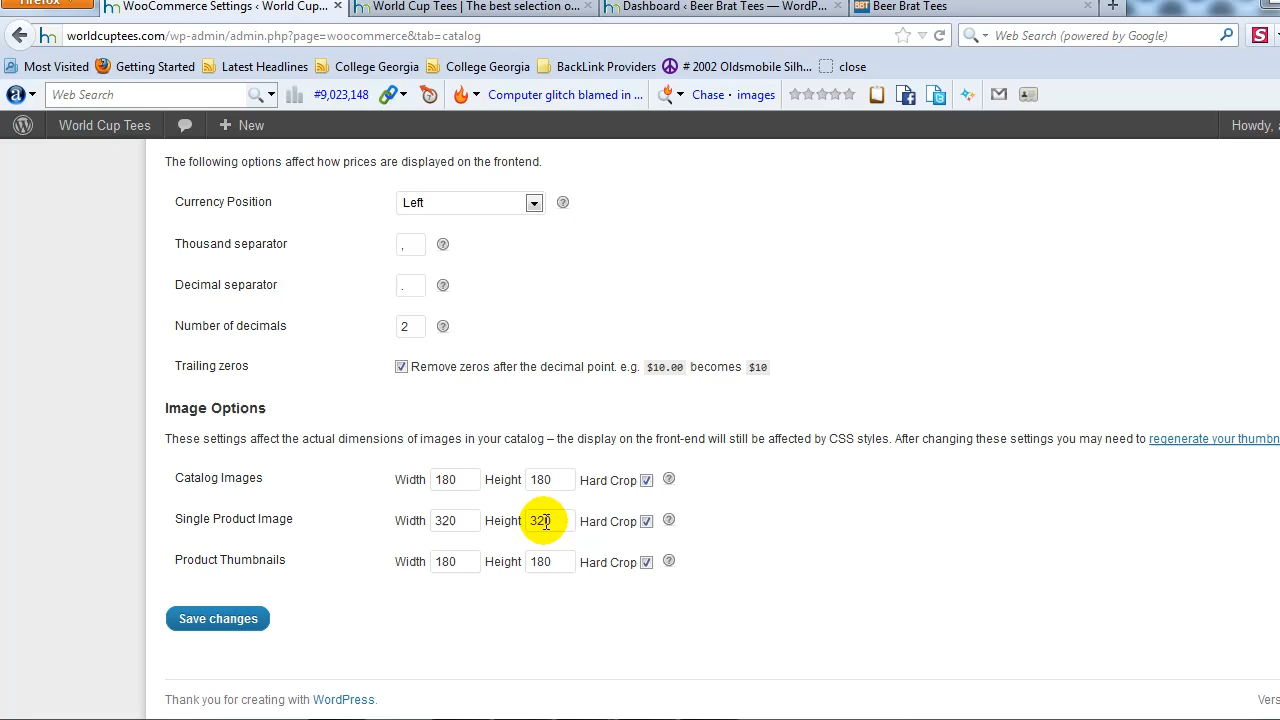 Firefox
WooCommerce Settings ‹ World Cup... × World Cup Tees | The best selection o... × Dashboard ‹ Beer Brat Tees — WordP... × BBT Beer Brat Tees × +
worldcuptees.com/wp-admin/admin.php?page=woocommerce&tab=catalog Web Search (powered by Google) S
Most Visited Getting Started Latest Headlines College Georgia College Georgia BackLink Providers # 2002 Oldsmobile Silh... close
a Web Search #9,023,148 Computer glitch blamed in ... Chase · images
World Cup Tees + New Howdy,
The following options affect how prices are displayed on the frontend.
Currency Position Left ?
Thousand separator , ?
Decimal separator . ?
Number of decimals 2 ?
Trailing zeros Remove zeros after the decimal point. e.g. $10.00 becomes $10
Image Options
These settings affect the actual dimensions of images in your catalog – the display on the front-end will still be affected by CSS styles. After changing these settings you may need to regenerate your thumbn
Catalog Images Width 180 Height 180 Hard Crop ?
Single Product Image Width 320 Height 320 Hard Crop ?
Product Thumbnails Width 180 Height 180 Hard Crop ?
Save changes
Thank you for creating with WordPress. Vers